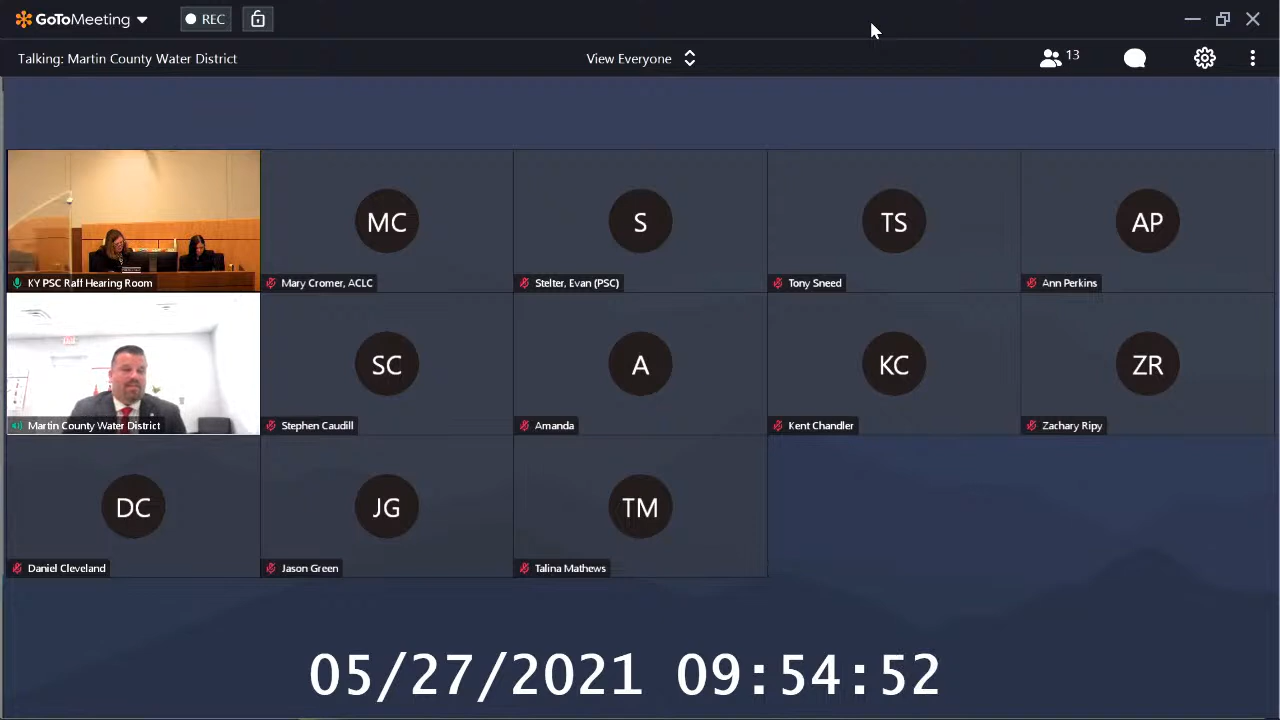 GoToMeeting
REC
Talking: Martin County Water District
View Everyone
13
MC
S
TS
AP
KY PSC Raff Hearing Room
Mary Cromer, ACLC
Stelter, Evan (PSC)
Tony Sneed
Ann Perkins
SC
A
KC
ZR
Martin County Water District
Stephen Caudill
Amanda
Kent Chandler
Zachary Ripy
DC
JG
TM
Daniel Cleveland
Jason Green
Talina Mathews
05/27/2021 09:54:52